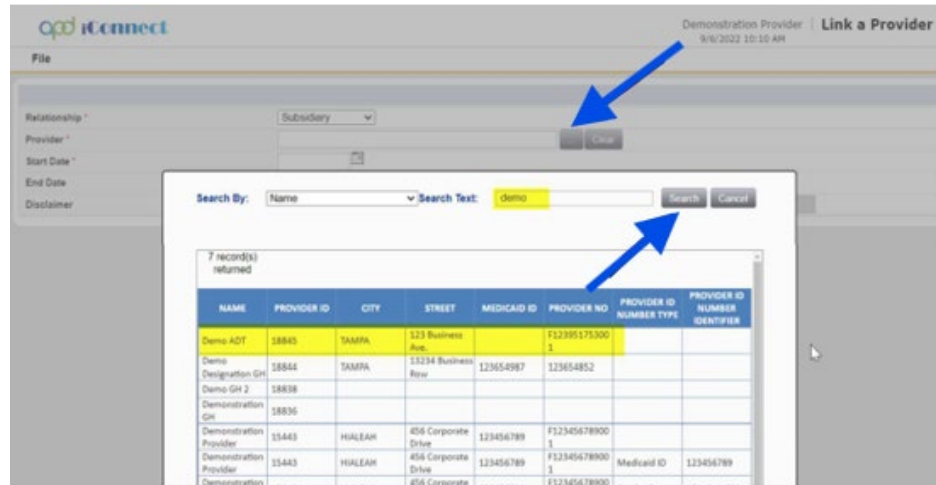 apd iConnect
Demonstration Provider | Link a Provider
9/6/2022 10:10 AM
File
Relationship *
Subsidiary
Provider *
Clear
Start Date *
End Date
Disclaimer
Search By: Name Search Text: demo Search Cancel
7 record(s)
returned
NAME PROVIDER ID CITY STREET MEDICAID ID PROVIDER NO PROVIDER ID NUMBER TYPE PROVIDER ID NUMBER IDENTIFIER
Demo ADT 18845 TAMPA 123 Business Ave. F12395175300 1
Demo Designation GH 18844 TAMPA 13234 Business Row 123654987 123654852
Demo GH 2 18838
Demonstration GH 18836
Demonstration Provider 15443 HIALEAH 456 Corporate Drive 123456789 F12345678900 1
Demonstration Provider 15443 HIALEAH 456 Corporate Drive 123456789 F12345678900 1 Medicaid ID 123456789
Demonstration 456 Corporate F12345678900